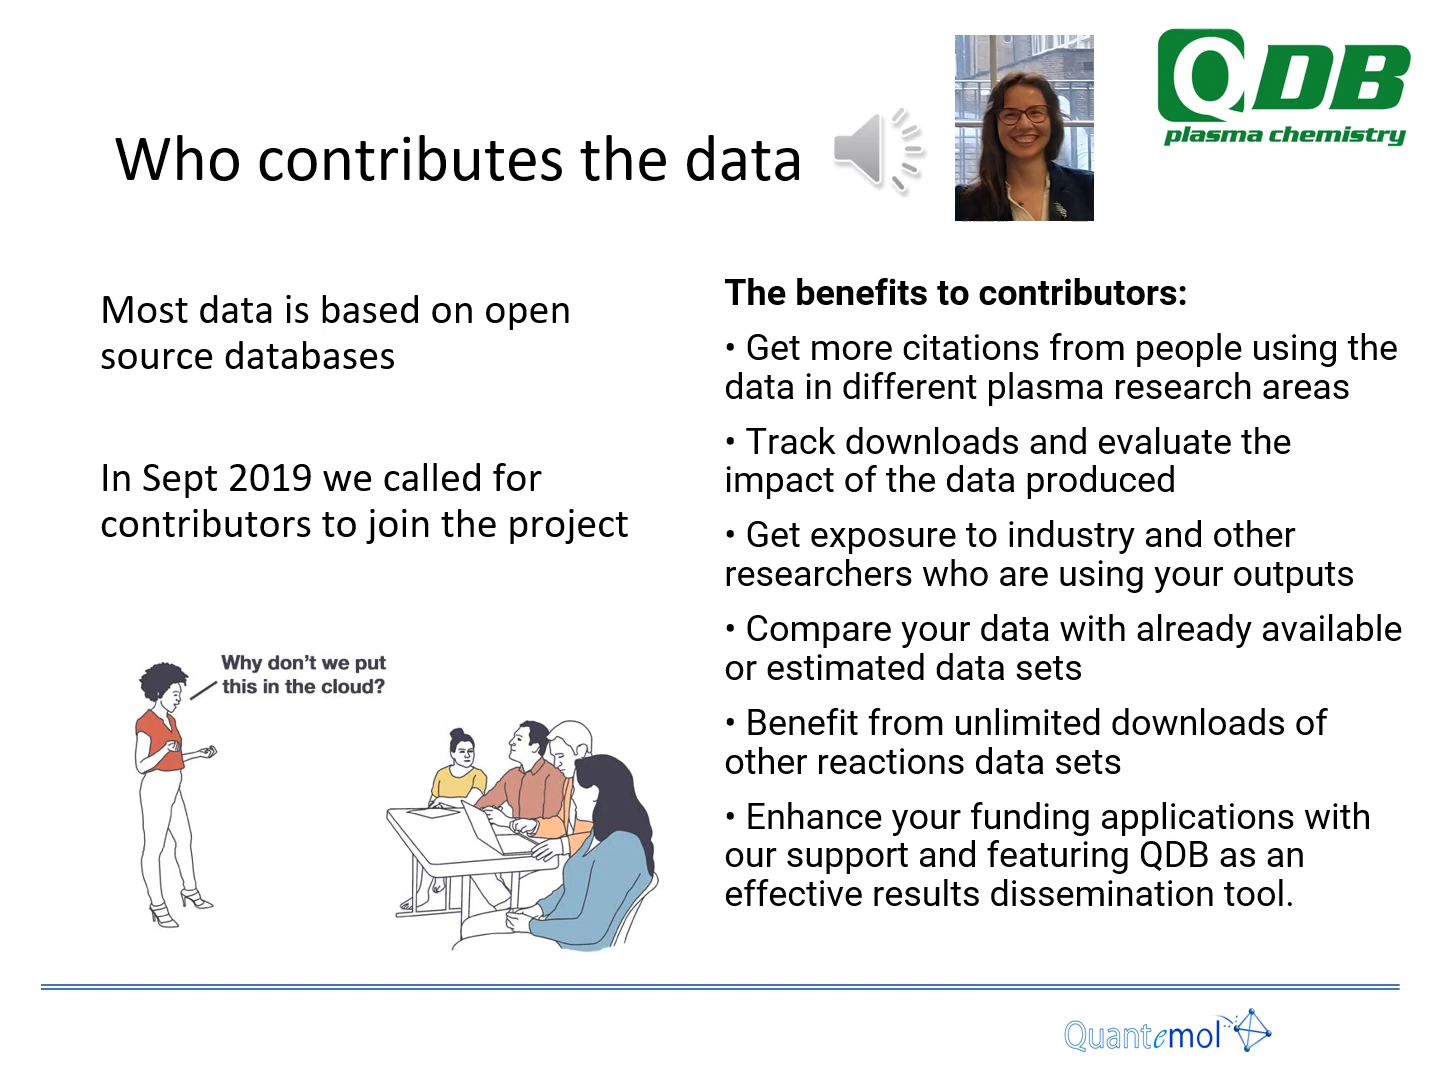 Who contributes the data
QDB
plasma chemistry
Most data is based on open
source databases
In Sept 2019 we called for
contributors to join the project
Why don't we put
this in the cloud?
The benefits to contributors:
• Get more citations from people using the
data in different plasma research areas
• Track downloads and evaluate the
impact of the data produced
• Get exposure to industry and other
researchers who are using your outputs
• Compare your data with already available
or estimated data sets
• Benefit from unlimited downloads of
other reactions data sets
• Enhance your funding applications with
our support and featuring QDB as an
effective results dissemination tool.
Quantemol